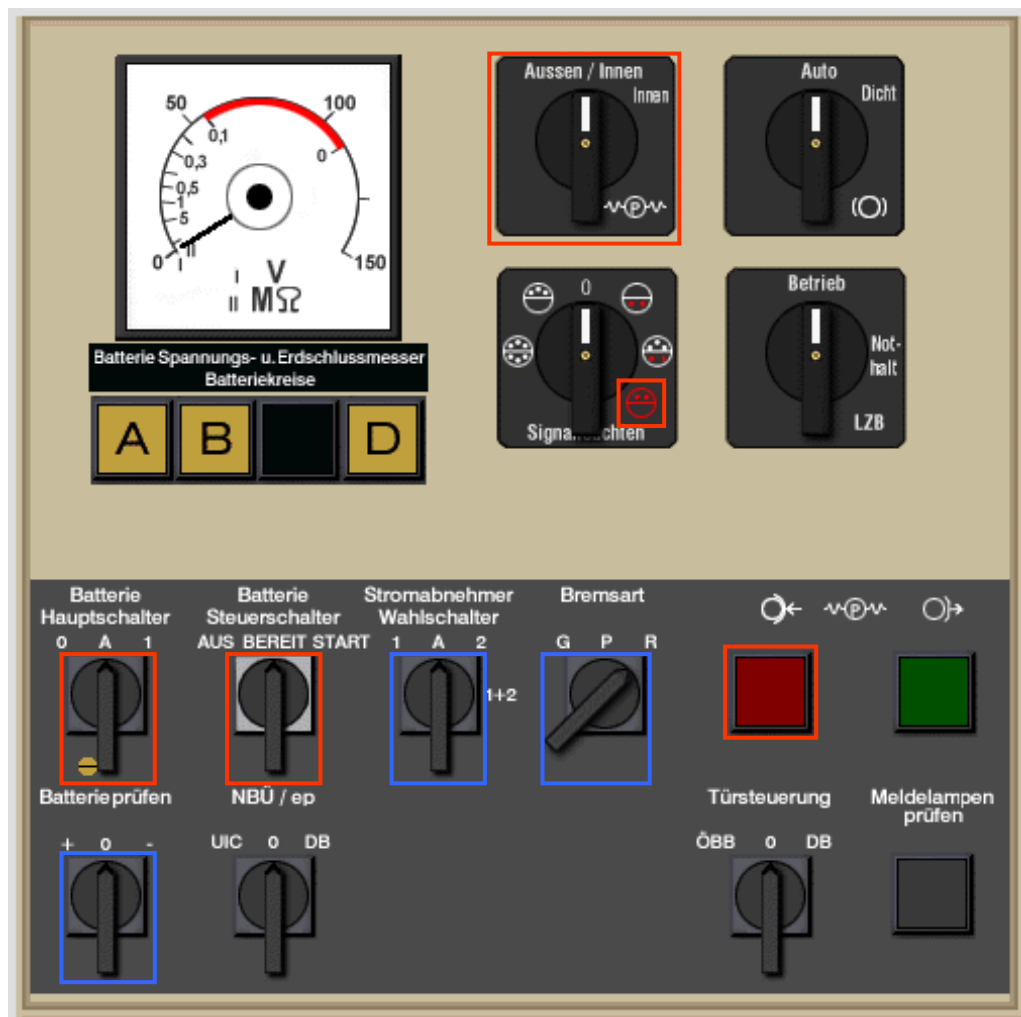 50
100
0,1
0
0,3
0,5
1
5
0
I
II
150
I V
II MΩ
Batterie Spannungs- u. Erdschlussmesser
Batteriekreise
A B D
Aussen / Innen
Innen
P
Auto
Dicht
0
Betrieb
Not-
halt
LZB
Batterie
Hauptschalter
0 A 1
Batterie
Steuerschalter
AUS BEREIT START
Stromabnehmer
Wahlschalter
1 A 2
1+2
Bremsart
G P R
P
Batterie prüfen
+ 0 -
NBÜ / ep
UIC 0 DB
Türsteuerung
ÖBB 0 DB
Meldelampen
prüfen